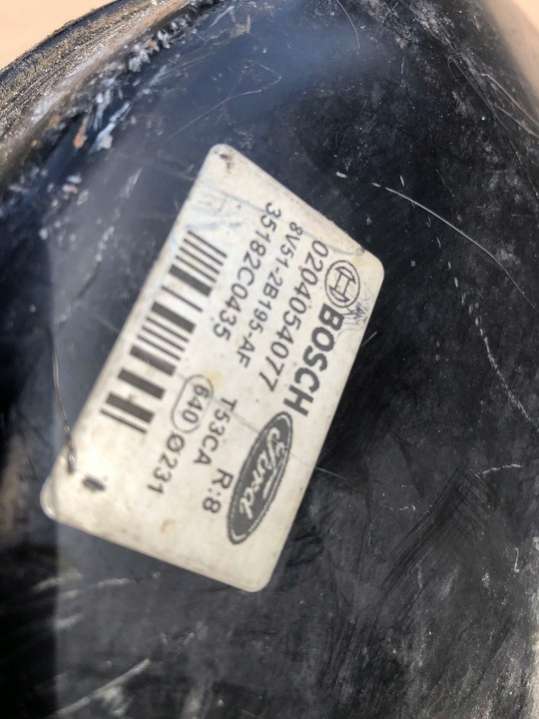 BOSCH Ford
0204054077
8V51-2B195-AF R:8
35182C0435 T53CA
640 Ø231